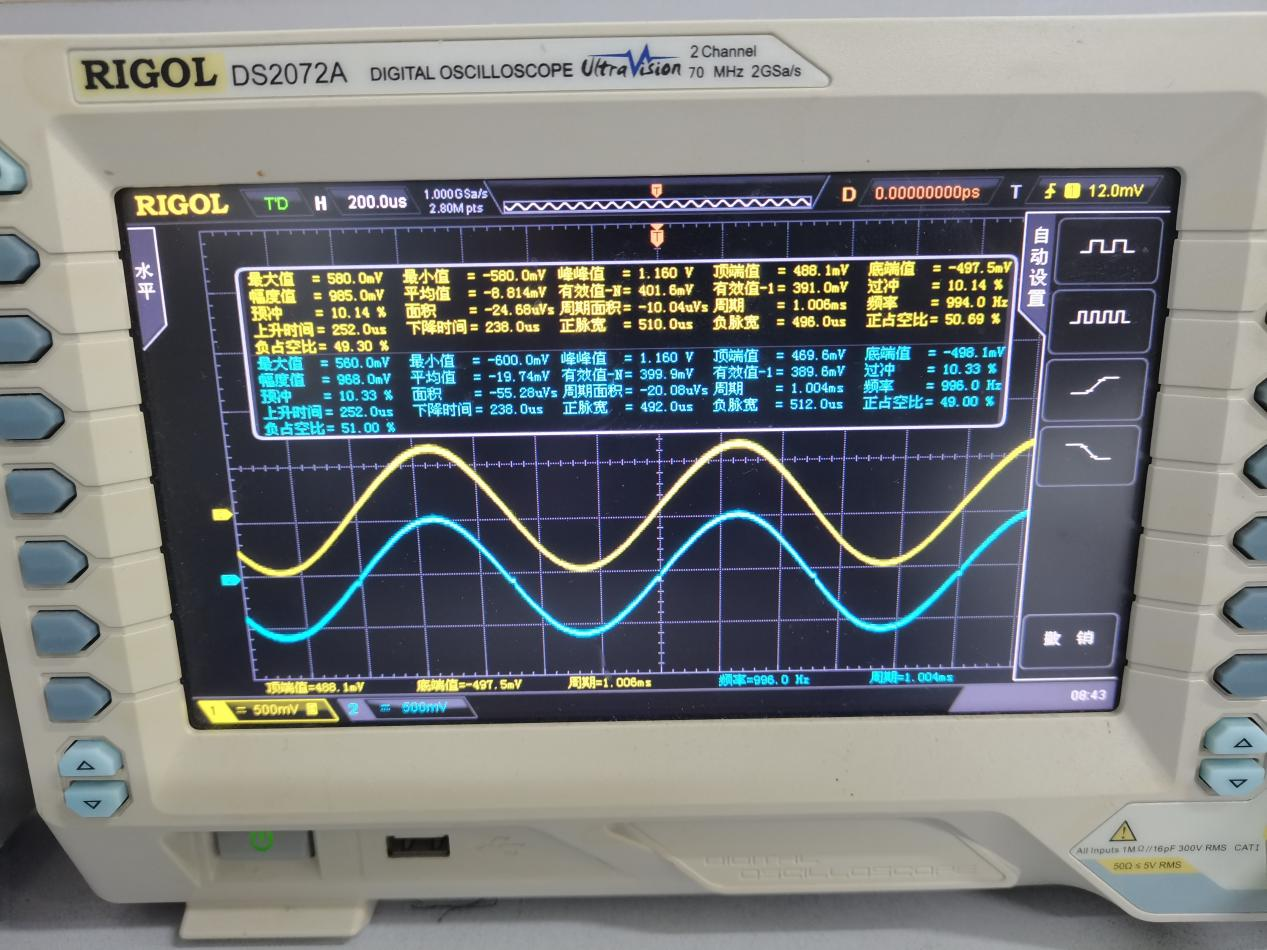 RIGOL DS2072A DIGITAL OSCILLOSCOPE UltraVision 2 Channel 70 MHz 2GSa/s
RIGOL T'D H 200.0us 1.000GSa/s 2.80M pts D 0.00000000ps T 1 12.0mV
水平
T
自动设置
最大值 = 580.0mV 最小值 = -580.0mV 峰峰值 = 1.160 V 顶端值 = 488.1mV 底端值 = -497.5mV
幅度值 = 985.0mV 平均值 = -8.814mV 有效值-N= 401.6mV 有效值-1= 391.0mV 过冲 = 10.14 %
预冲 = 10.14 % 面积 = -24.68uVs 周期面积= -10.04uVs 周期 = 1.006ms 频率 = 994.0 Hz
上升时间= 252.0us 下降时间= 238.0us 正脉宽 = 510.0us 负脉宽 = 496.0us 正占空比= 50.69 %
负占空比= 49.30 %
最大值 = 560.0mV 最小值 = -600.0mV 峰峰值 = 1.160 V 顶端值 = 469.6mV 底端值 = -498.1mV
幅度值 = 968.0mV 平均值 = -19.74mV 有效值-N= 399.9mV 有效值-1= 389.6mV 过冲 = 10.33 %
预冲 = 10.33 % 面积 = -55.28uVs 周期面积= -20.08uVs 周期 = 1.004ms 频率 = 996.0 Hz
上升时间= 252.0us 下降时间= 238.0us 正脉宽 = 492.0us 负脉宽 = 512.0us 正占空比= 49.00 %
负占空比= 51.00 %
撤 销
顶端值=488.1mV 底端值=-497.5mV 周期=1.006ms 频率=996.0 Hz 周期=1.004ms
1 = 500mV 2 = 500mV 08:43
All Inputs 1MΩ//16pF 300V RMS CAT I
50Ω ≤ 5V RMS
DIGITAL
OSCILLOSCOPE